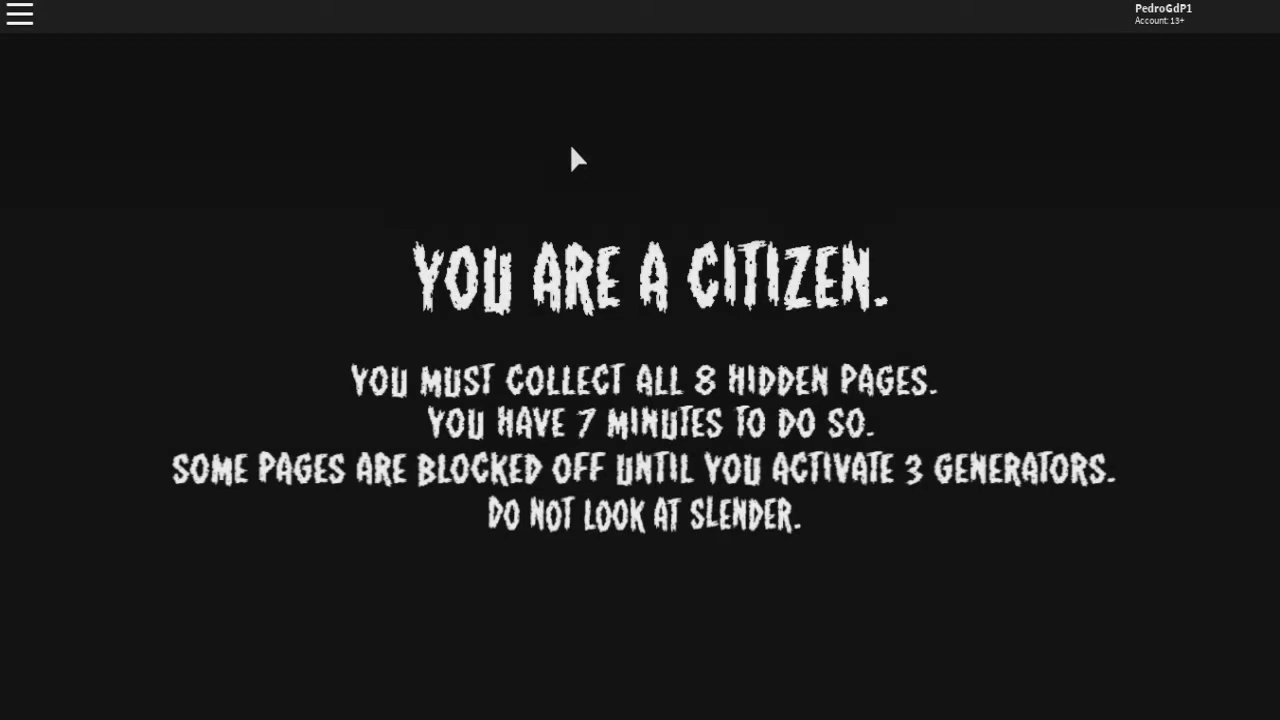 PedroGdP1
Account: 13+
YOU ARE A CITIZEN.
YOU MUST COLLECT ALL 8 HIDDEN PAGES.
YOU HAVE 7 MINUTES TO DO SO.
SOME PAGES ARE BLOCKED OFF UNTIL YOU ACTIVATE 3 GENERATORS.
DO NOT LOOK AT SLENDER.